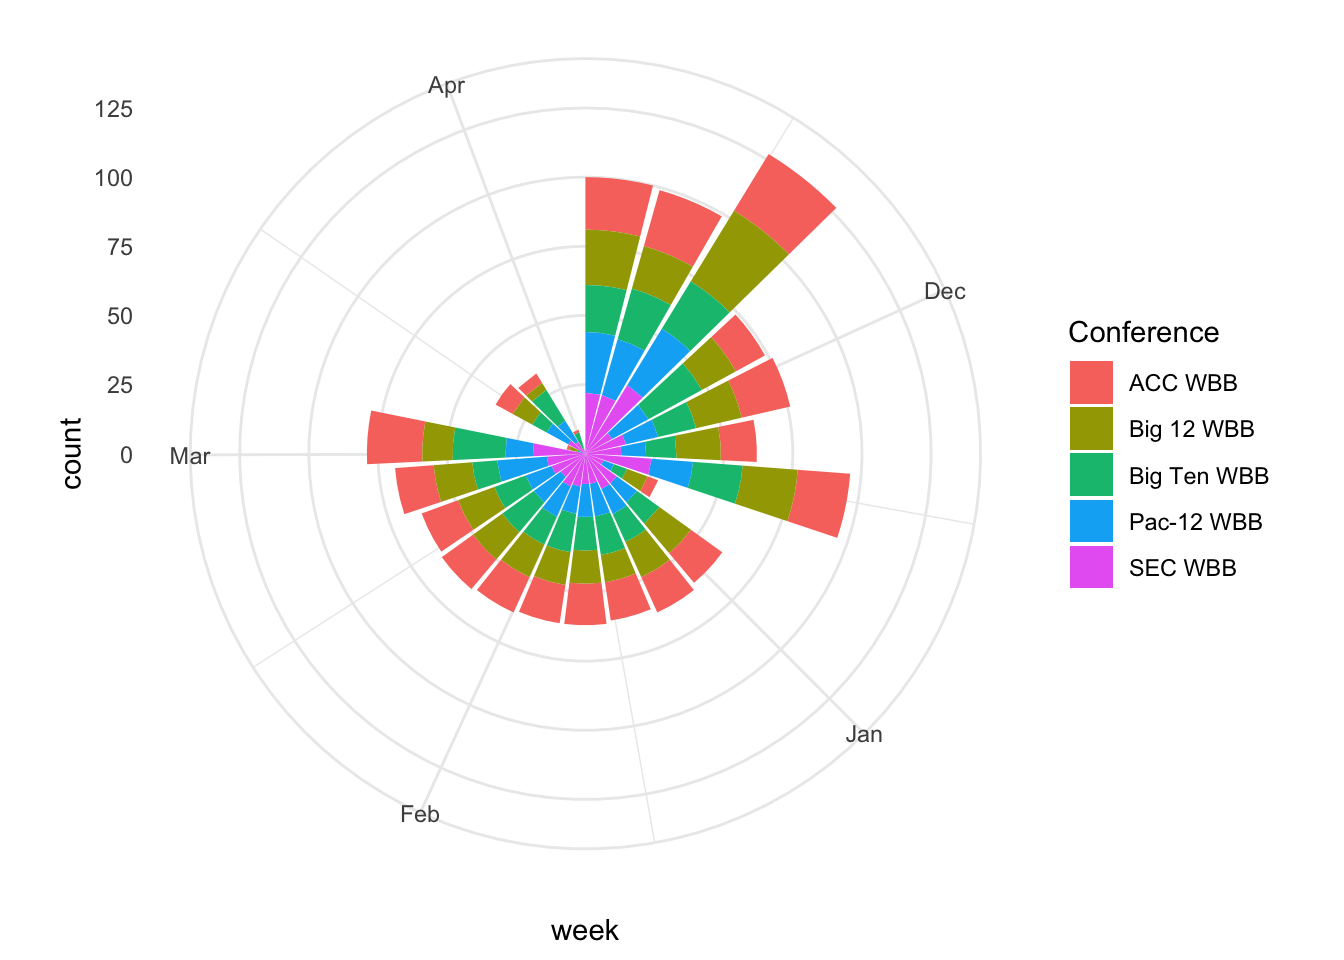 Apr
125
100
75
50
25
0
count
Mar
Dec
Jan
Feb
week
Conference
ACC WBB
Big 12 WBB
Big Ten WBB
Pac-12 WBB
SEC WBB